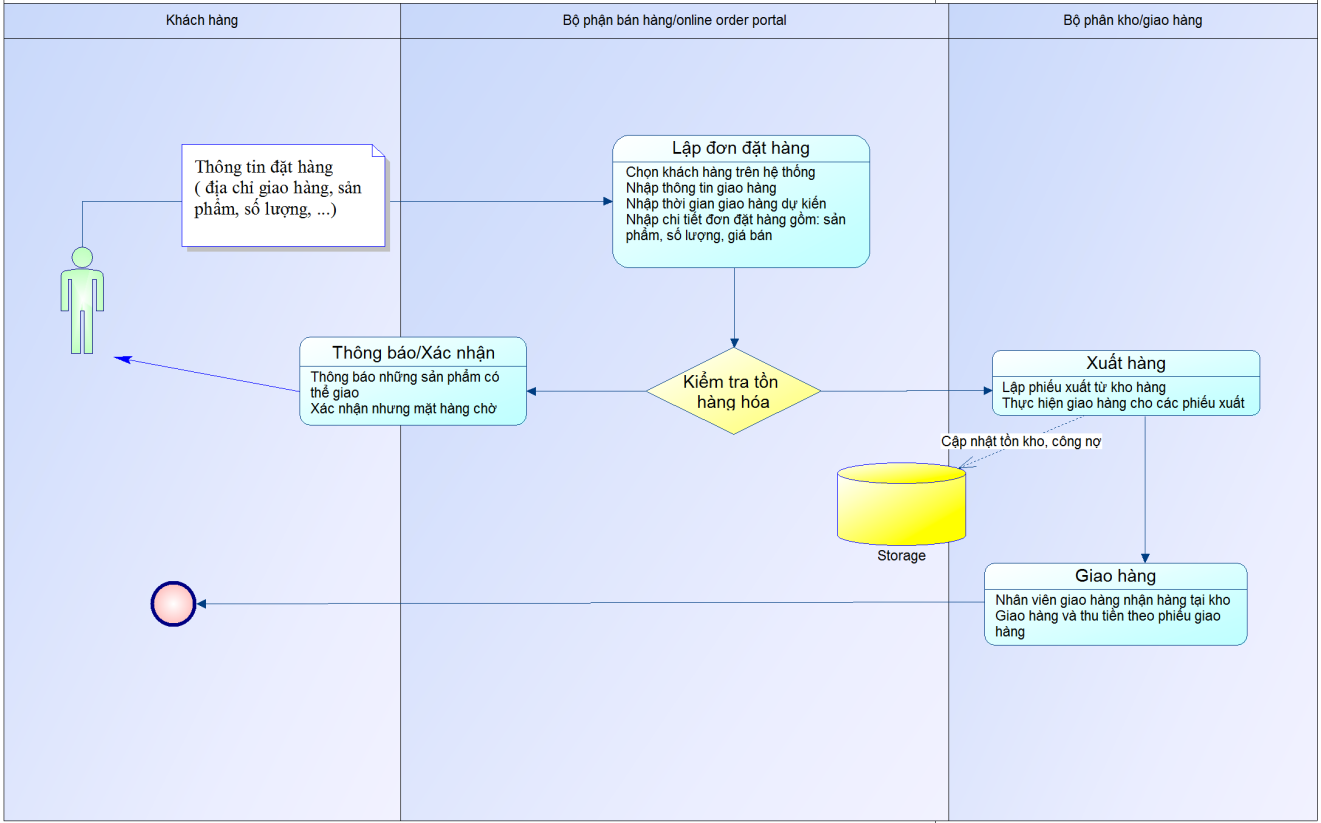 Khách hàng
Bộ phận bán hàng/online order portal
Bộ phân kho/giao hàng
Thông tin đặt hàng
( địa chỉ giao hàng, sản
phẩm, số lượng, ...)
Lập đơn đặt hàng
Chọn khách hàng trên hệ thống
Nhập thông tin giao hàng
Nhập thời gian giao hàng dự kiến
Nhập chi tiết đơn đặt hàng gồm: sản
phẩm, số lượng, giá bán
Thông báo/Xác nhận
Thông báo những sản phẩm có
thể giao
Xác nhận nhưng mặt hàng chờ
Kiểm tra tồn
hàng hóa
Xuất hàng
Lập phiếu xuất từ kho hàng
Thực hiện giao hàng cho các phiếu xuất
Cập nhật tồn kho, công nợ
Storage
Giao hàng
Nhân viên giao hàng nhận hàng tại kho
Giao hàng và thu tiền theo phiếu giao
hàng